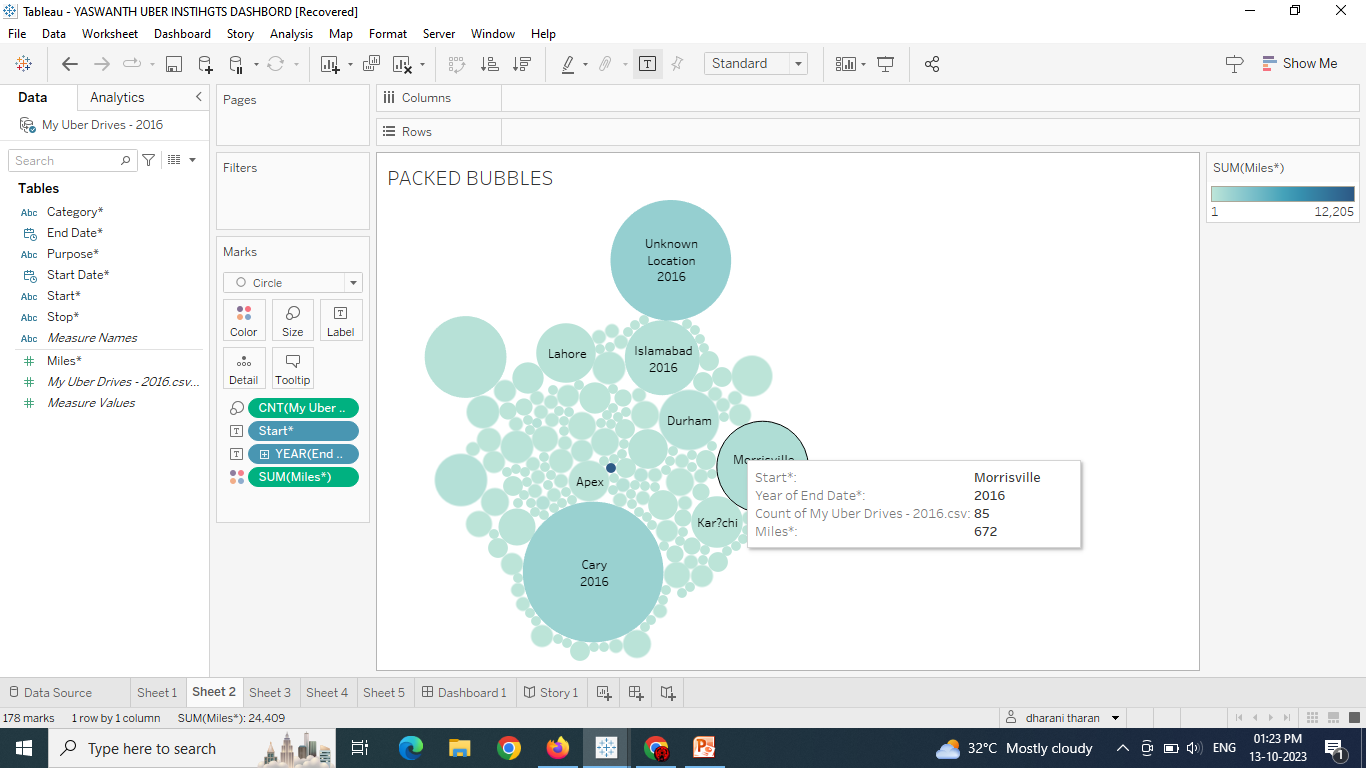 Tableau - YASWANTH UBER INSTIHGTS DASHBORD [Recovered]
File Data Worksheet Dashboard Story Analysis Map Format Server Window Help
Standard
Show Me
Data Analytics
My Uber Drives - 2016
Search
Tables
Abc Category*
End Date*
Abc Purpose*
Start Date*
Abc Start*
Abc Stop*
Abc Measure Names
# Miles*
# My Uber Drives - 2016.csv...
# Measure Values
Pages
Filters
Marks
Circle
Color Size Label
Detail Tooltip
CNT(My Uber ..
Start*
YEAR(End ..
SUM(Miles*)
Columns
Rows
PACKED BUBBLES
Unknown
Location
2016
Lahore
Islamabad
2016
Durham
Morrisville
Apex
Kar?chi
Cary
2016
Start*: Morrisville
Year of End Date*: 2016
Count of My Uber Drives - 2016.csv: 85
Miles*: 672
SUM(Miles*)
1 12,205
Data Source Sheet 1 Sheet 2 Sheet 3 Sheet 4 Sheet 5 Dashboard 1 Story 1
178 marks 1 row by 1 column SUM(Miles*): 24,409
dharani tharan
Type here to search
32°C Mostly cloudy
ENG
01:23 PM
13-10-2023
1